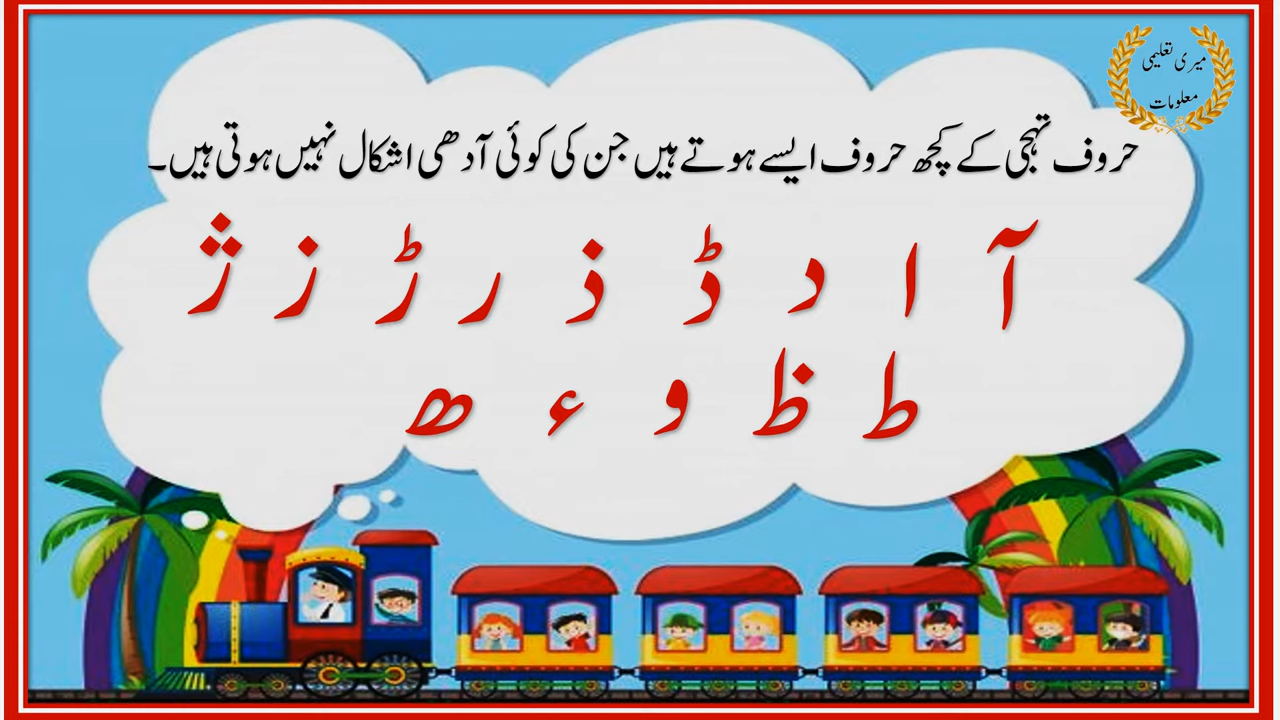 میری تعلیمی
معلومات
حروف تہجی کے کچھ حروف ایسے ہوتے ہیں جن کی کوئی آدھی اشکال نہیں ہوتی ہیں۔
آ ا د ڈ ذ ر ڑ ز ژ
ط ظ و ء ھ